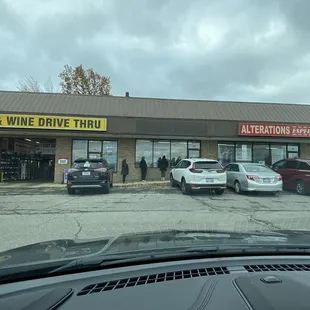 & WINE DRIVE THRU
ALTERATIONS